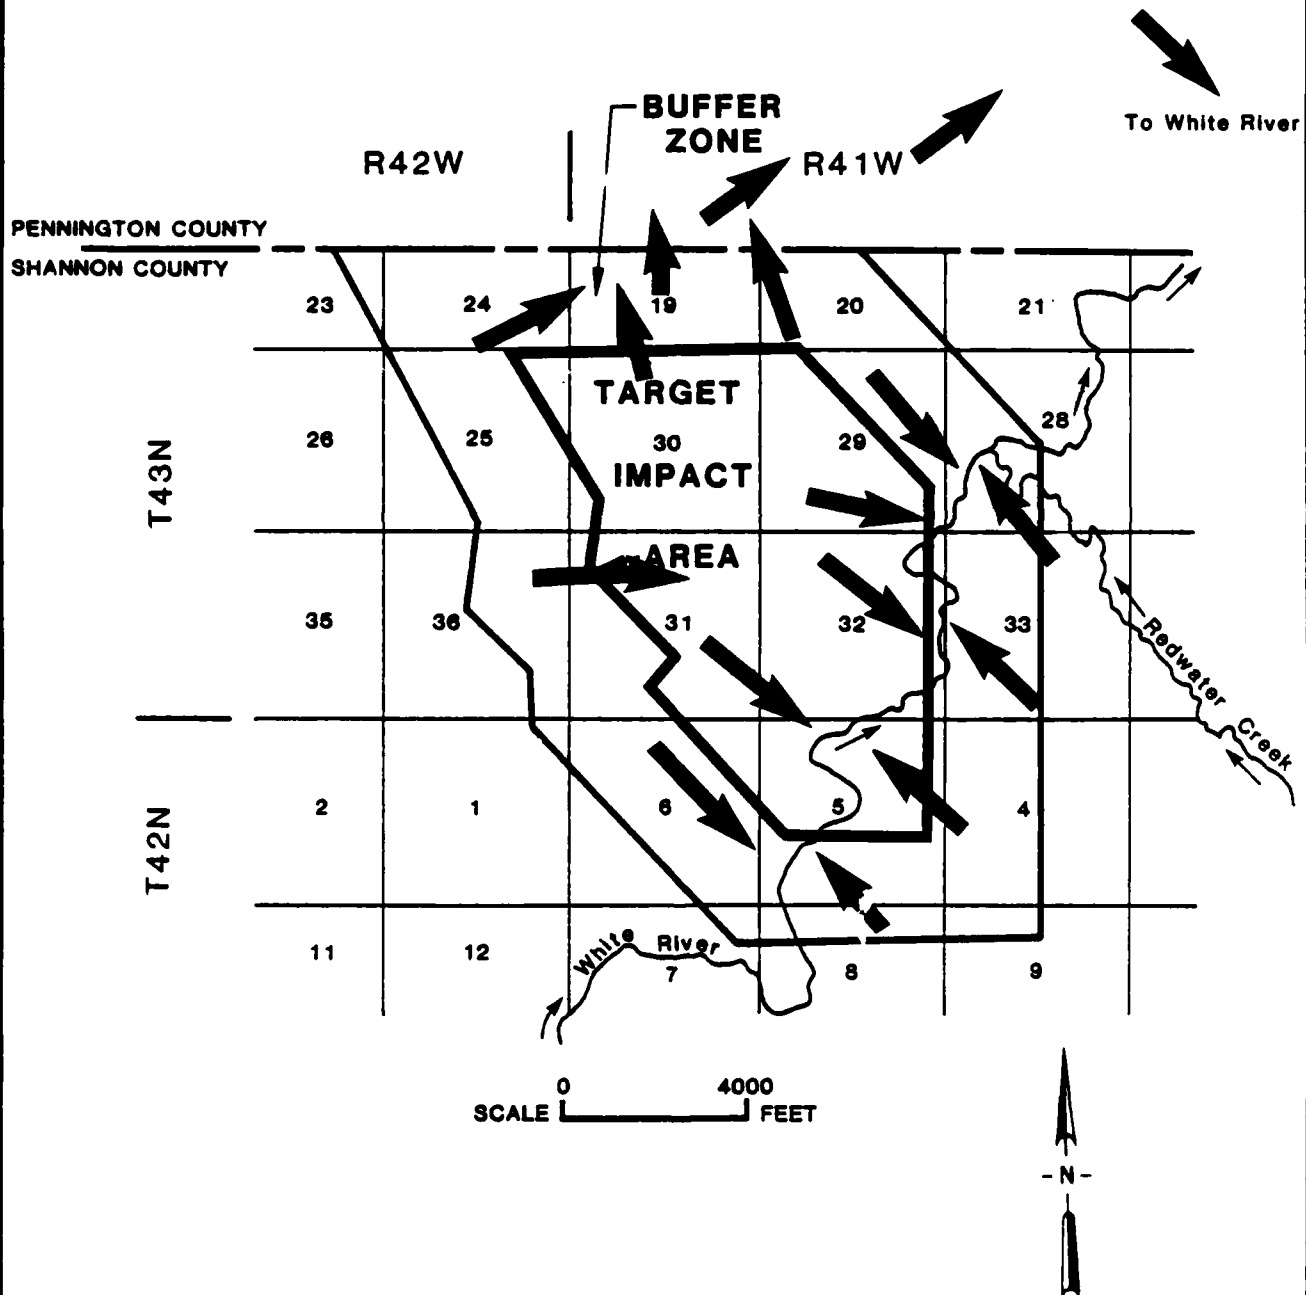 To White River
BUFFER
ZONE
R42W
R41W
PENNINGTON COUNTY
SHANNON COUNTY
23 24 19 20 21
TARGET
28
26 25 30 29
T43N
IMPACT
AREA
35 36 31 32 33
Redwater Creek
2 1 6 5 4
T42N
White River
11 12 7 8 9
0 4000
SCALE FEET
-N-